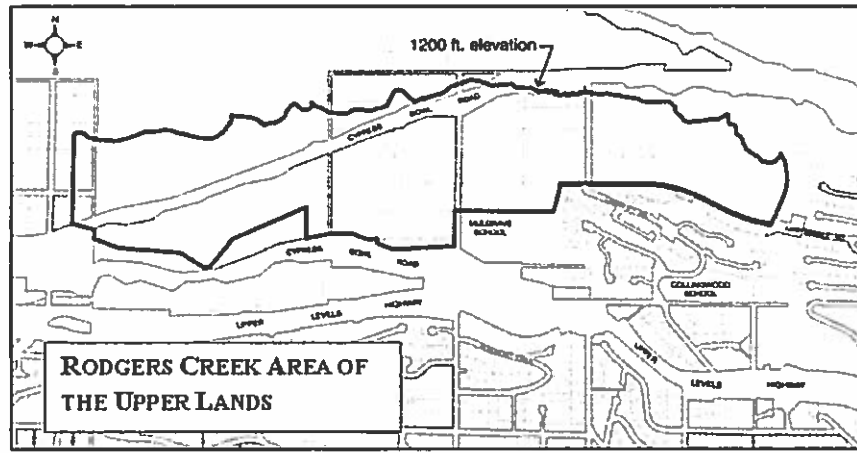 N
W E
S
1200 ft. elevation
CYPRESS BOWL ROAD
MULGRAVE
SCHOOL
CYPRESS BOWL ROAD
COLLINGWOOD
SCHOOL
UPPER LEVELS HIGHWAY
UPPER LEVELS HIGHWAY
RODGERS CREEK AREA OF
THE UPPER LANDS